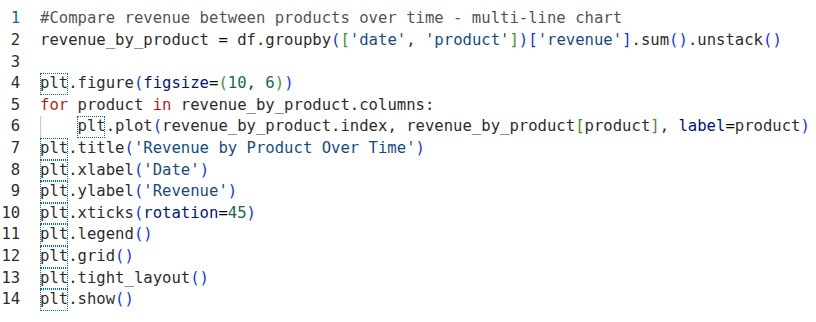 1 #Compare revenue between products over time - multi-line chart
2 revenue_by_product = df.groupby(['date', 'product'])['revenue'].sum().unstack()
3
4 plt.figure(figsize=(10, 6))
5 for product in revenue_by_product.columns:
6     plt.plot(revenue_by_product.index, revenue_by_product[product], label=product)
7 plt.title('Revenue by Product Over Time')
8 plt.xlabel('Date')
9 plt.ylabel('Revenue')
10 plt.xticks(rotation=45)
11 plt.legend()
12 plt.grid()
13 plt.tight_layout()
14 plt.show()